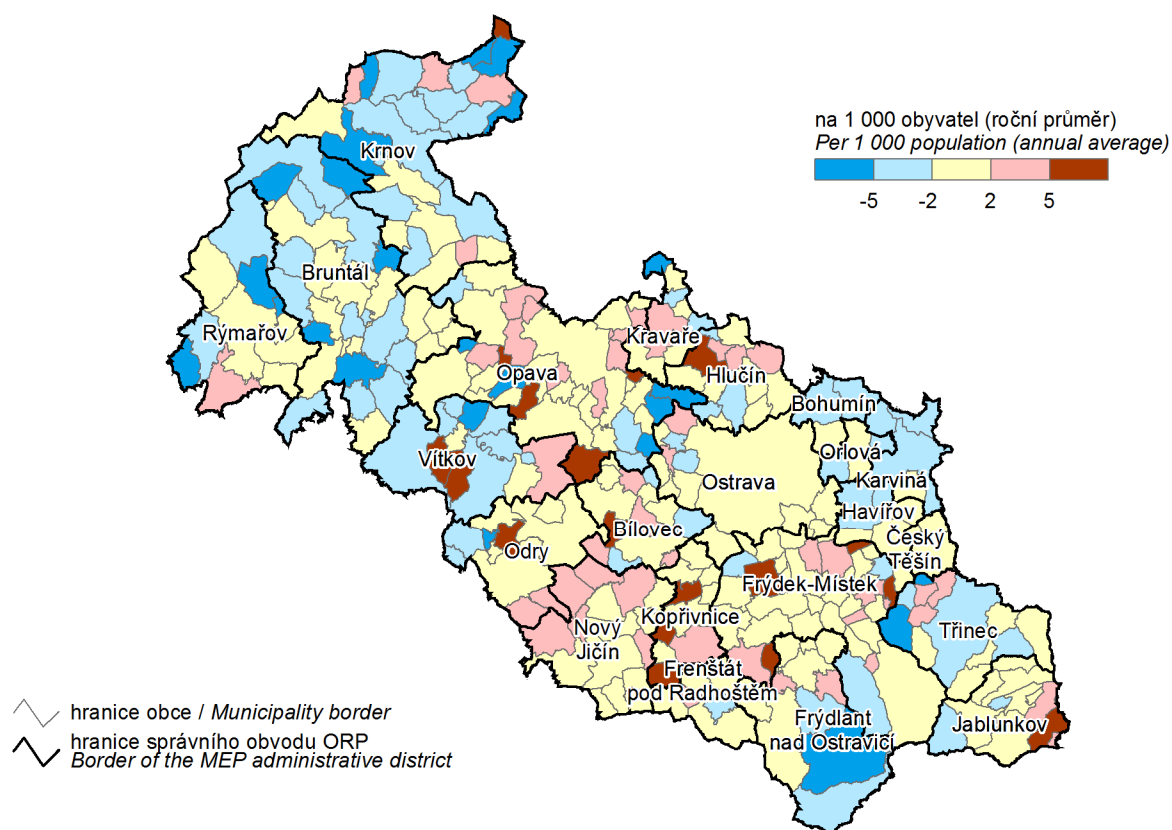 na 1 000 obyvatel (roční průměr)
Per 1 000 population (annual average)
-5 -2 2 5
Krnov
Bruntál
Rýmařov
Kravaře
Opava
Hlučín
Bohumín
Vítkov
Orlová
Ostrava
Karviná
Havířov
Bílovec
Český
Těšín
Odry
Frýdek-Místek
Kopřivnice
Nový
Jičín
Třinec
Frenštát
pod Radhoštěm
Frýdlant
nad Ostravicí
Jablunkov
hranice obce / Municipality border
hranice správního obvodu ORP
Border of the MEP administrative district